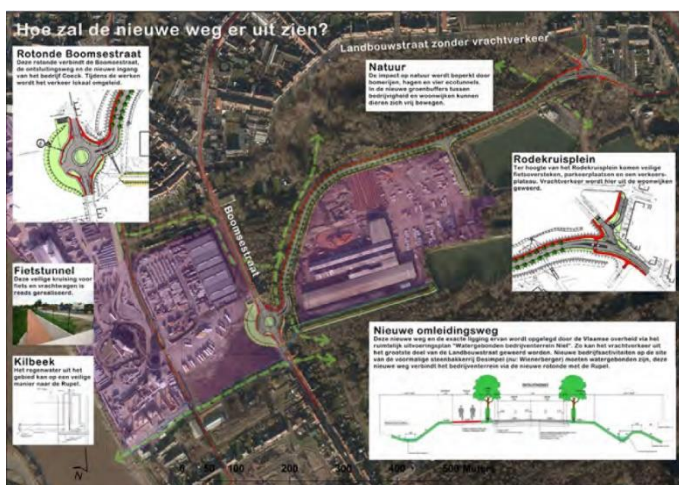 Hoe zal de nieuwe weg er uit zien?
Rotonde Boomsestraat
Deze rotonde verbindt de Boomsestraat,
de ontsluitingsweg en de nieuwe ingang
van het bedrijf Coeck. Tijdens de werken
wordt het verkeer lokaal omgeleid.
Landbouwstraat zonder vrachtverkeer
Natuur
De impact op natuur wordt beperkt door
bomenrijen, hagen en vier ecotunnels.
In de nieuwe groenbuffers tussen
bedrijvigheid en woonwijken kunnen
dieren zich vrij bewegen.
Rodekruisplein
Ter hoogte van het Rodekruisplein komen veilige
fietsoversteken, parkeerplaatsen en een verkeers-
plateau. Vrachtverkeer wordt hier uit de woonwijken
geweerd.
Boomsestraat
Fietstunnel
Deze veilige kruising voor
fiets en vrachtwagen is
reeds gerealiseerd.
Kilbeek
Het regenwater uit het
gebied kan op een veilige
manier naar de Rupel.
Nieuwe omleidingsweg
Deze nieuwe weg en de exacte ligging ervan wordt opgelegd door de Vlaamse overheid via het
ruimtelijk uitvoeringsplan "Watergebonden bedrijventerrein Niel". Zo kan het vrachtverkeer uit
het grootste deel van de Landbouwstraat geweerd worden. Nieuwe bedrijfsactiviteiten op de site
van de voormalige steenbakkerij Desimpel (nu: Wienerberger) moeten watergebonden zijn, deze
nieuwe weg verbindt het bedrijventerrein via de nieuwe rotonde met de Rupel.
N
0 50 100 200 300 400 500 Meters